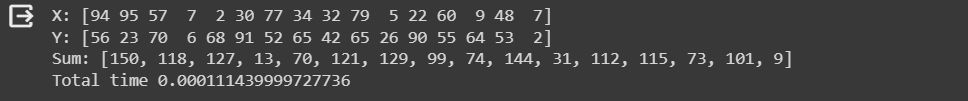 X: [94 95 57  7  2 30 77 34 32 79  5 22 60  9 48  7]
Y: [56 23 70  6 68 91 52 65 42 65 26 90 55 64 53  2]
Sum: [150, 118, 127, 13, 70, 121, 129, 99, 74, 144, 31, 112, 115, 73, 101, 9]
Total time 0.000111439999727736